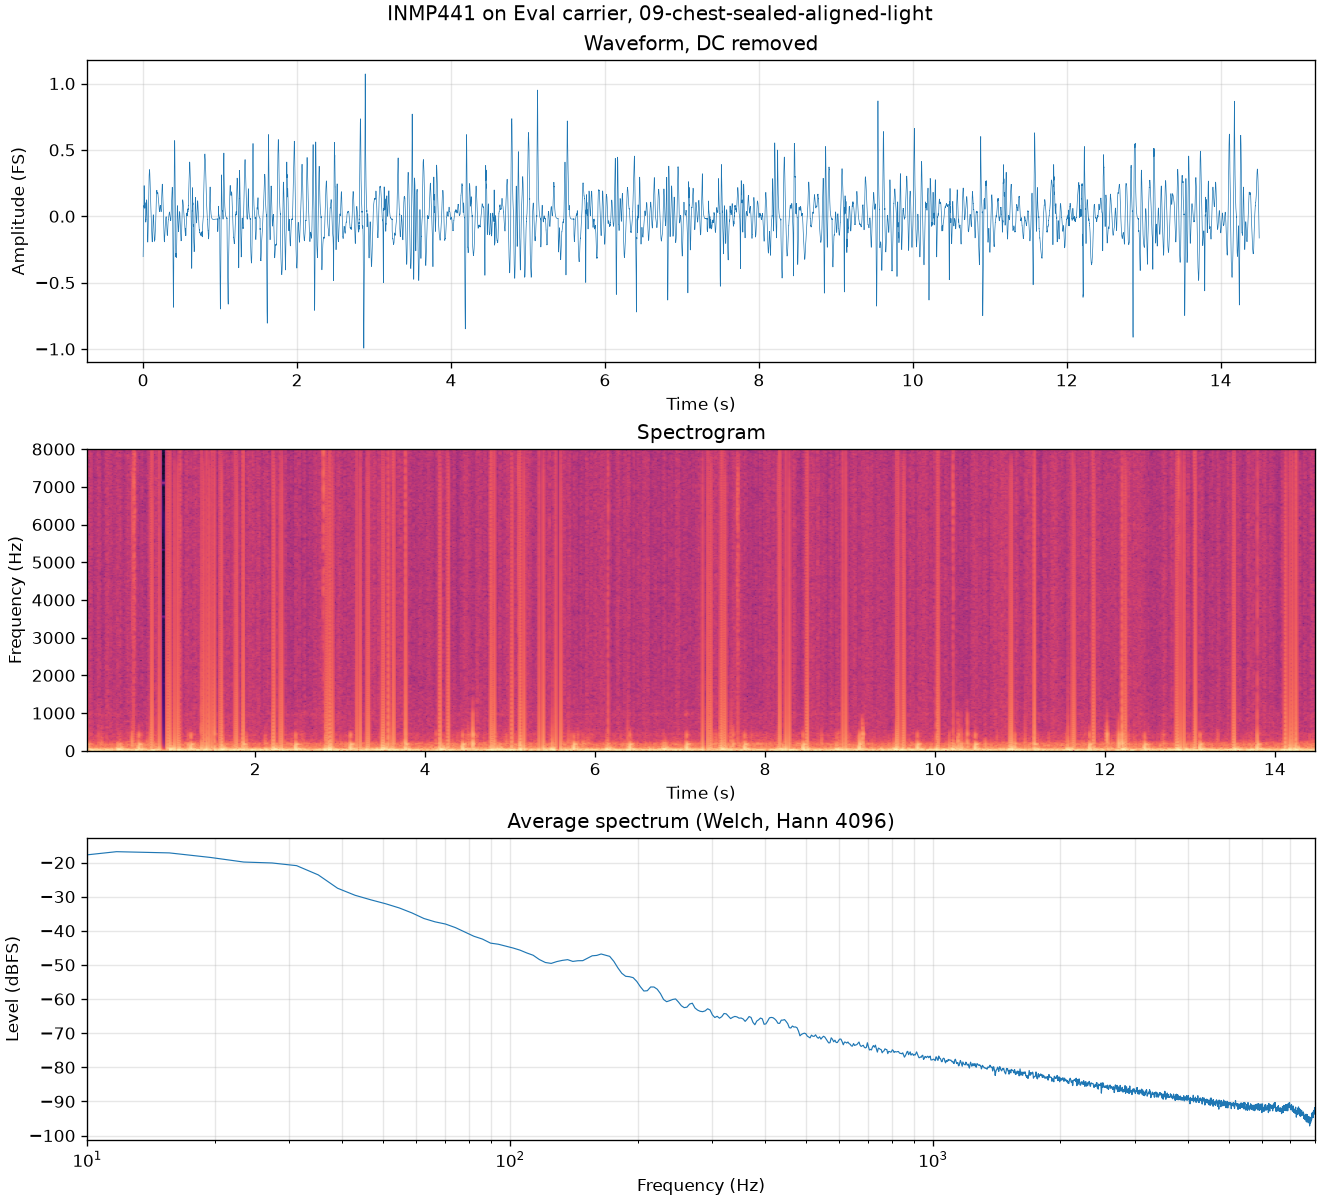 INMP441 on Eval carrier, 09-chest-sealed-aligned-light
Waveform, DC removed
1.0
0.5
0.0
−0.5
−1.0
Amplitude (FS)
0 2 4 6 8 10 12 14
Time (s)
Spectrogram
8000
7000
6000
5000
4000
3000
2000
1000
0
Frequency (Hz)
2 4 6 8 10 12 14
Time (s)
Average spectrum (Welch, Hann 4096)
−20
−30
−40
−50
−60
−70
−80
−90
−100
Level (dBFS)
10¹ 10² 10³
Frequency (Hz)